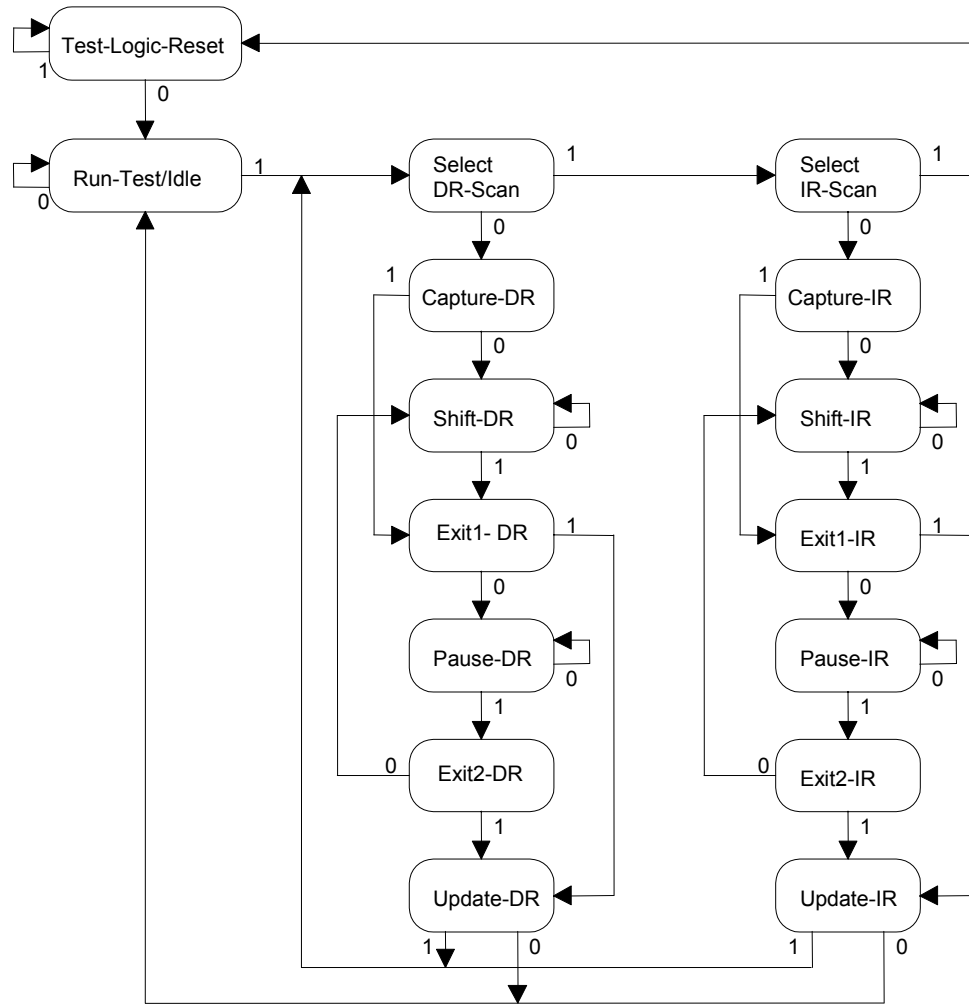 Test-Logic-Reset
1
0
Run-Test/Idle
0
1
Select
DR-Scan
1
0
Select
IR-Scan
1
0
1
Capture-DR
0
1
Capture-IR
0
Shift-DR
0
1
Shift-IR
0
1
Exit1- DR
1
0
Exit1-IR
1
0
Pause-DR
0
1
Pause-IR
0
1
0
Exit2-DR
1
0
Exit2-IR
1
Update-DR
1
0
Update-IR
1
0